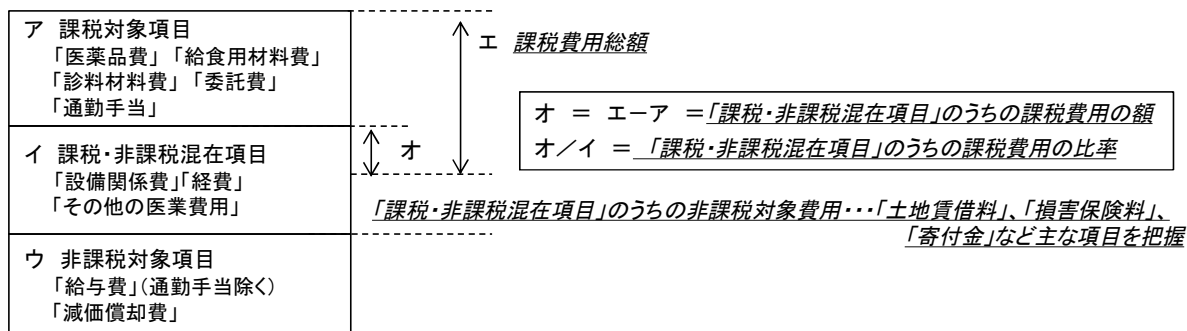 ア 課税対象項目
「医薬品費」「給食用材料費」
「診料材料費」「委託費」
「通勤手当」
エ 課税費用総額
オ = エーア =「課税・非課税混在項目」のうちの課税費用の額
オ/イ = 「課税・非課税混在項目」のうちの課税費用の比率
イ 課税・非課税混在項目
「設備関係費」「経費」
「その他の医業費用」
オ
「課税・非課税混在項目」のうちの非課税対象費用・・・「土地賃借料」、「損害保険料」、
「寄付金」など主な項目を把握
ウ 非課税対象項目
「給与費」(通勤手当除く)
「減価償却費」